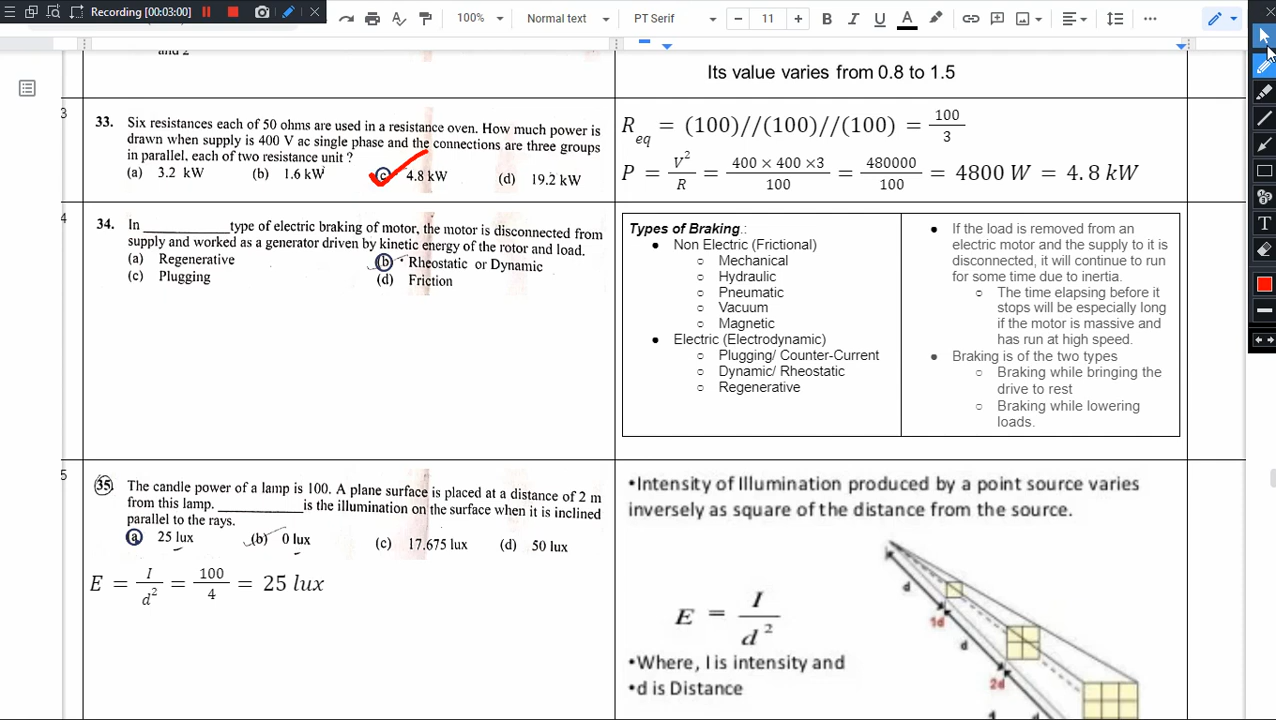 Recording [00:03:00]
100%
Normal text
PT Serif
11
B I U A
and 2
Its value varies from 0.8 to 1.5
3
33. Six resistances each of 50 ohms are used in a resistance oven. How much power is
drawn when supply is 400 V ac single phase and the connections are three groups
in parallel, each of two resistance unit ?
(a) 3.2 kW (b) 1.6 kW (c) 4.8 kW (d) 19.2 kW
R_eq = (100)//(100)//(100) = 100/3
P = V²/R = 400 × 400 ×3/100 = 480000/100 = 4800 W = 4.8 kW
4
34. In ____________type of electric braking of motor, the motor is disconnected from
supply and worked as a generator driven by kinetic energy of the rotor and load.
(a) Regenerative (b) Rheostatic or Dynamic
(c) Plugging (d) Friction
Types of Braking.:
● Non Electric (Frictional)
○ Mechanical
○ Hydraulic
○ Pneumatic
○ Vacuum
○ Magnetic
● Electric (Electrodynamic)
○ Plugging/ Counter-Current
○ Dynamic/ Rheostatic
○ Regenerative
● If the load is removed from an
electric motor and the supply to it is
disconnected, it will continue to run
for some time due to inertia.
○ The time elapsing before it
stops will be especially long
if the motor is massive and
has run at high speed.
● Braking is of the two types
○ Braking while bringing the
drive to rest
○ Braking while lowering
loads.
5
35. The candle power of a lamp is 100. A plane surface is placed at a distance of 2 m
from this lamp. ____________is the illumination on the surface when it is inclined
parallel to the rays.
(a) 25 lux (b) 0 lux (c) 17.675 lux (d) 50 lux
E = I/d² = 100/4 = 25 lux
•Intensity of Illumination produced by a point source varies
inversely as square of the distance from the source.
E = I/d²
•Where, I is intensity and
•d is Distance
d
1d
d
2d